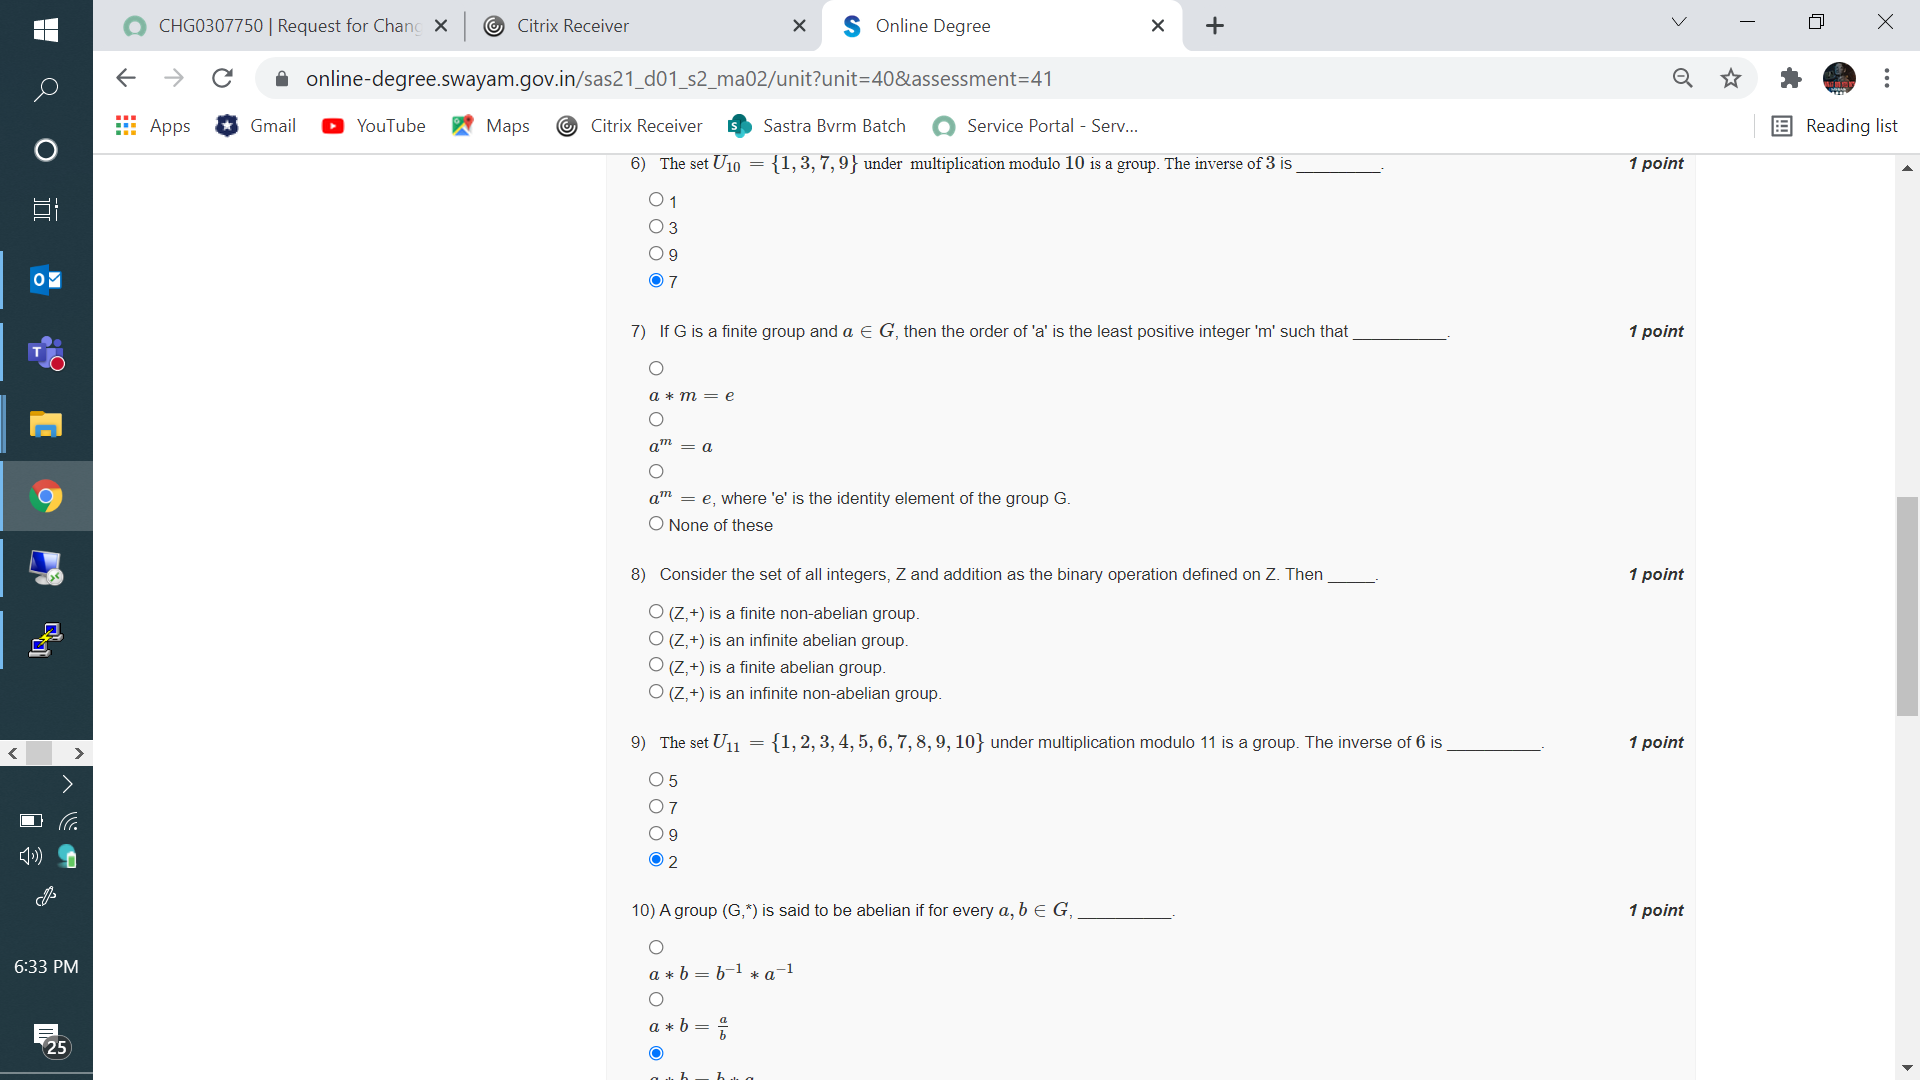 CHG0307750 | Request for Chang
Citrix Receiver
Online Degree
online-degree.swayam.gov.in/sas21_d01_s2_ma02/unit?unit=40&assessment=41
Apps
Gmail
YouTube
Maps
Citrix Receiver
Sastra Bvrm Batch
Service Portal - Serv...
Reading list
6) The set U₁₀ = {1, 3, 7, 9} under multiplication modulo 10 is a group. The inverse of 3 is __________. 1 point
1
3
9
7
7) If G is a finite group and a ∈ G, then the order of 'a' is the least positive integer 'm' such that __________. 1 point
a ∗ m = e
aᵐ = a
aᵐ = e, where 'e' is the identity element of the group G.
None of these
8) Consider the set of all integers, Z and addition as the binary operation defined on Z. Then _____. 1 point
(Z,+) is a finite non-abelian group.
(Z,+) is an infinite abelian group.
(Z,+) is a finite abelian group.
(Z,+) is an infinite non-abelian group.
9) The set U₁₁ = {1, 2, 3, 4, 5, 6, 7, 8, 9, 10} under multiplication modulo 11 is a group. The inverse of 6 is __________. 1 point
5
7
9
2
10) A group (G,*) is said to be abelian if for every a, b ∈ G, __________. 1 point
a ∗ b = b⁻¹ ∗ a⁻¹
a ∗ b = a/b
a ∗ b = b ∗ a
6:33 PM
25